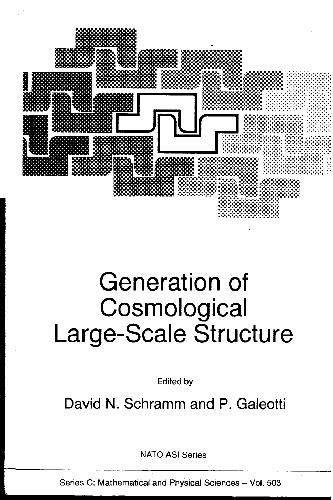 Generation of
Cosmological
Large-Scale Structure
Edited by
David N. Schramm and P. Galeotti
NATO ASI Series
Series C: Mathematical and Physical Sciences – Vol. 503